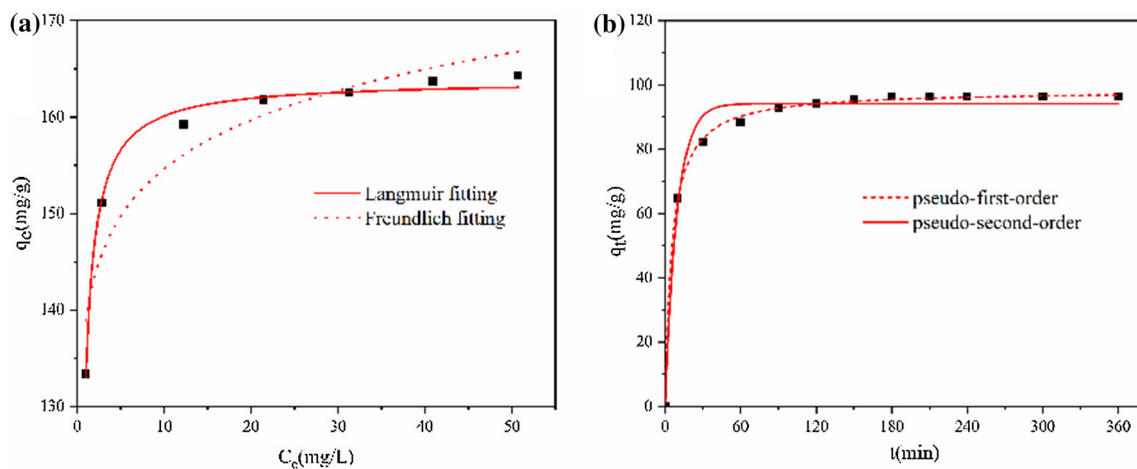 (a)
170
160
150
140
130
qe(mg/g)
Langmuir fitting
Freundlich fitting
0 10 20 30 40 50
Ce(mg/L)
(b)
120
100
80
60
40
20
0
qt(mg/g)
pseudo-first-order
pseudo-second-order
0 60 120 180 240 300 360
t(min)